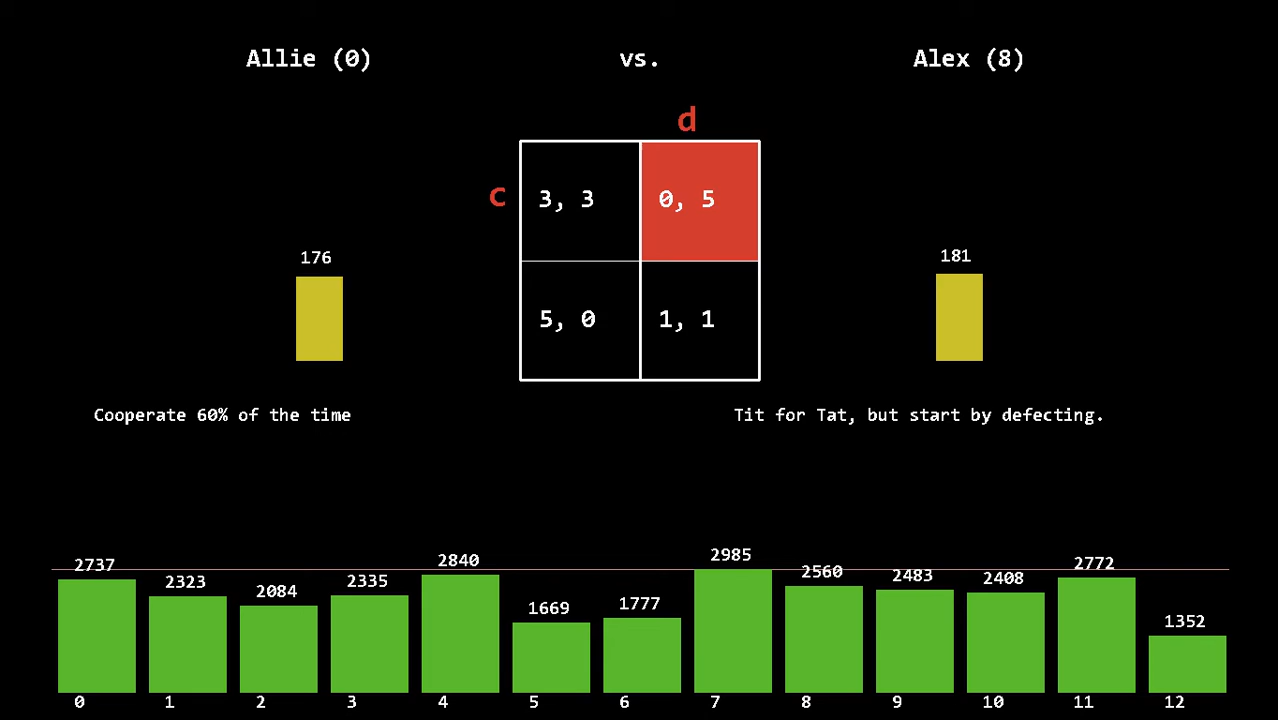 Allie (0) vs. Alex (8)
d
c
3, 3 0, 5
176 181
5, 0 1, 1
Cooperate 60% of the time Tit for Tat, but start by defecting.
2737 2323 2084 2335 2840 1669 1777 2985 2560 2483 2408 2772 1352
0 1 2 3 4 5 6 7 8 9 10 11 12